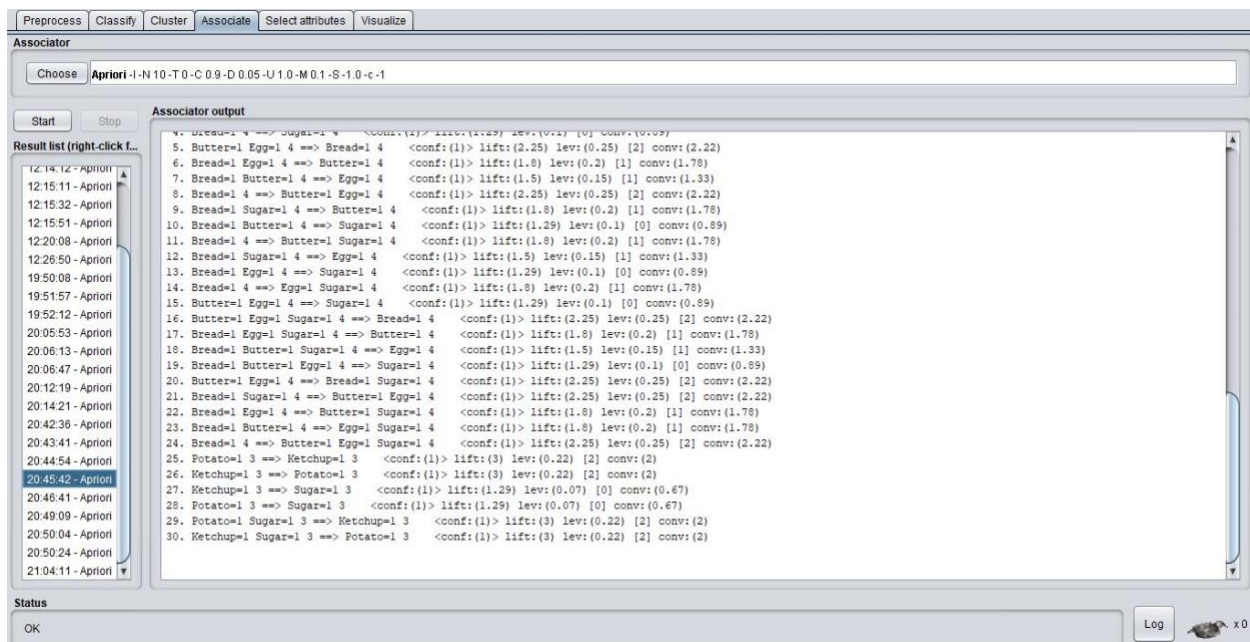 Preprocess Classify Cluster Associate Select attributes Visualize
Associator
Choose Apriori -I -N 10 -T 0 -C 0.9 -D 0.05 -U 1.0 -M 0.1 -S -1.0 -c -1
Start Stop
Result list (right-click f...
12:14:12 - Apriori
12:15:11 - Apriori
12:15:32 - Apriori
12:15:51 - Apriori
12:20:08 - Apriori
12:26:50 - Apriori
19:50:08 - Apriori
19:51:57 - Apriori
19:52:12 - Apriori
20:05:53 - Apriori
20:06:13 - Apriori
20:06:47 - Apriori
20:12:19 - Apriori
20:14:21 - Apriori
20:42:36 - Apriori
20:43:41 - Apriori
20:44:54 - Apriori
20:45:42 - Apriori
20:46:41 - Apriori
20:49:09 - Apriori
20:50:04 - Apriori
20:50:24 - Apriori
21:04:11 - Apriori
Associator output
4. Bread=1 4 ==> Sugar=1 4 <conf:(1)> lift:(1.29) lev:(0.1) [0] conv:(0.89)
5. Butter=1 Egg=1 4 ==> Bread=1 4 <conf:(1)> lift:(2.25) lev:(0.25) [2] conv:(2.22)
6. Bread=1 Egg=1 4 ==> Butter=1 4 <conf:(1)> lift:(1.8) lev:(0.2) [1] conv:(1.78)
7. Bread=1 Butter=1 4 ==> Egg=1 4 <conf:(1)> lift:(1.5) lev:(0.15) [1] conv:(1.33)
8. Bread=1 4 ==> Butter=1 Egg=1 4 <conf:(1)> lift:(2.25) lev:(0.25) [2] conv:(2.22)
9. Bread=1 Sugar=1 4 ==> Butter=1 4 <conf:(1)> lift:(1.8) lev:(0.2) [1] conv:(1.78)
10. Bread=1 Butter=1 4 ==> Sugar=1 4 <conf:(1)> lift:(1.29) lev:(0.1) [0] conv:(0.89)
11. Bread=1 4 ==> Butter=1 Sugar=1 4 <conf:(1)> lift:(1.8) lev:(0.2) [1] conv:(1.78)
12. Bread=1 Sugar=1 4 ==> Egg=1 4 <conf:(1)> lift:(1.5) lev:(0.15) [1] conv:(1.33)
13. Bread=1 Egg=1 4 ==> Sugar=1 4 <conf:(1)> lift:(1.29) lev:(0.1) [0] conv:(0.89)
14. Bread=1 4 ==> Egg=1 Sugar=1 4 <conf:(1)> lift:(1.8) lev:(0.2) [1] conv:(1.78)
15. Butter=1 Egg=1 4 ==> Sugar=1 4 <conf:(1)> lift:(1.29) lev:(0.1) [0] conv:(0.89)
16. Butter=1 Egg=1 Sugar=1 4 ==> Bread=1 4 <conf:(1)> lift:(2.25) lev:(0.25) [2] conv:(2.22)
17. Bread=1 Egg=1 Sugar=1 4 ==> Butter=1 4 <conf:(1)> lift:(1.8) lev:(0.2) [1] conv:(1.78)
18. Bread=1 Butter=1 Sugar=1 4 ==> Egg=1 4 <conf:(1)> lift:(1.5) lev:(0.15) [1] conv:(1.33)
19. Bread=1 Butter=1 Egg=1 4 ==> Sugar=1 4 <conf:(1)> lift:(1.29) lev:(0.1) [0] conv:(0.89)
20. Butter=1 Egg=1 4 ==> Bread=1 Sugar=1 4 <conf:(1)> lift:(2.25) lev:(0.25) [2] conv:(2.22)
21. Bread=1 Sugar=1 4 ==> Butter=1 Egg=1 4 <conf:(1)> lift:(2.25) lev:(0.25) [2] conv:(2.22)
22. Bread=1 Egg=1 4 ==> Butter=1 Sugar=1 4 <conf:(1)> lift:(1.8) lev:(0.2) [1] conv:(1.78)
23. Bread=1 Butter=1 4 ==> Egg=1 Sugar=1 4 <conf:(1)> lift:(1.8) lev:(0.2) [1] conv:(1.78)
24. Bread=1 4 ==> Butter=1 Egg=1 Sugar=1 4 <conf:(1)> lift:(2.25) lev:(0.25) [2] conv:(2.22)
25. Potato=1 3 ==> Ketchup=1 3 <conf:(1)> lift:(3) lev:(0.22) [2] conv:(2)
26. Ketchup=1 3 ==> Potato=1 3 <conf:(1)> lift:(3) lev:(0.22) [2] conv:(2)
27. Ketchup=1 3 ==> Sugar=1 3 <conf:(1)> lift:(1.29) lev:(0.07) [0] conv:(0.67)
28. Potato=1 3 ==> Sugar=1 3 <conf:(1)> lift:(1.29) lev:(0.07) [0] conv:(0.67)
29. Potato=1 Sugar=1 3 ==> Ketchup=1 3 <conf:(1)> lift:(3) lev:(0.22) [2] conv:(2)
30. Ketchup=1 Sugar=1 3 ==> Potato=1 3 <conf:(1)> lift:(3) lev:(0.22) [2] conv:(2)
Status
OK
Log x 0